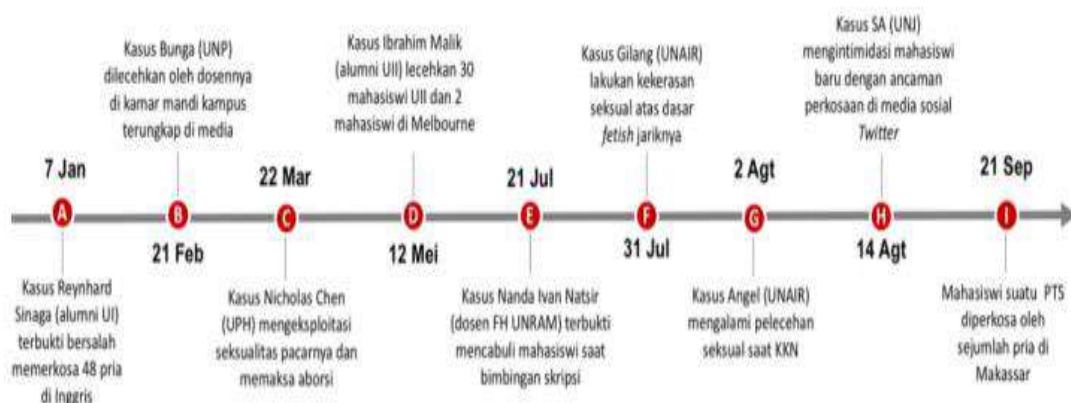 7 Jan
A
Kasus Reynhard
Sinaga (alumni UI)
terbukti bersalah
memerkosa 48 pria
di Inggris
Kasus Bunga (UNP)
dilecehkan oleh dosennya
di kamar mandi kampus
terungkap di media
B
21 Feb
22 Mar
C
Kasus Nicholas Chen
(UPH) mengeksploitasi
seksualitas pacarnya dan
memaksa aborsi
Kasus Ibrahim Malik
(alumni UII) lecehkan 30
mahasiswi UII dan 2
mahasiswi di Melbourne
D
12 Mei
21 Jul
E
Kasus Nanda Ivan Natsir
(dosen FH UNRAM) terbukti
mencabuli mahasiswi saat
bimbingan skripsi
Kasus Gilang (UNAIR)
lakukan kekerasan
seksual atas dasar
fetish jariknya
F
31 Jul
2 Agt
G
Kasus Angel (UNAIR)
mengalami pelecehan
seksual saat KKN
Kasus SA (UNJ)
mengintimidasi mahasiswi
baru dengan ancaman
perkosaan di media sosial
Twitter
H
14 Agt
21 Sep
I
Mahasiswi suatu PTS
diperkosa oleh
sejumlah pria di
Makassar